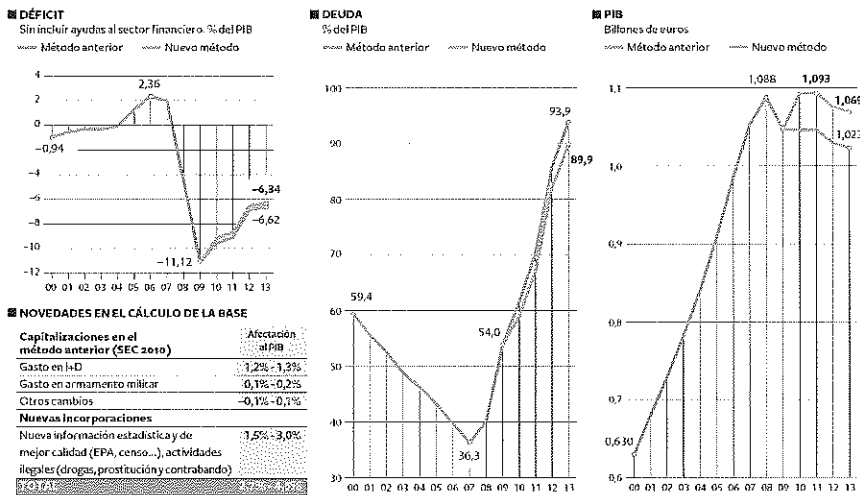 DÉFICIT
Sin incluir ayudas al sector financiero. % del PIB
Método anterior Nuevo método
4
2
0
-4
-6
-8
-10
-12
2,36
-0,94
-11,12
-6,34
-6,62
00 01 02 03 04 05 06 07 08 09 10 11 12 13
DEUDA
% del PIB
Método anterior Nuevo método
100
90
80
70
60
50
40
30
59,4
54,0
36,3
93,9
89,9
00 01 02 03 04 05 06 07 08 09 10 11 12 13
PIB
Billones de euros
Método anterior Nuevo método
1,1
1,0
0,9
0,8
0,7
0,6
0,630
1,088
1,093
1,069
1,023
00 01 02 03 04 05 06 07 08 09 10 11 12 13
NOVEDADES EN EL CÁLCULO DE LA BASE
Capitalizaciones en el
método anterior (SEC 2010)
Afectación
al PIB
Gasto en I+D 1,2% - 1,3%
Gasto en armamento militar 0,1% - 0,2%
Otros cambios -0,1% - 0,1%
Nuevas incorporaciones
Nueva información estadística y de 1,5% - 3,0%
mejor calidad (EPA, censo...), actividades
ilegales (drogas, prostitución y contrabando)
TOTAL